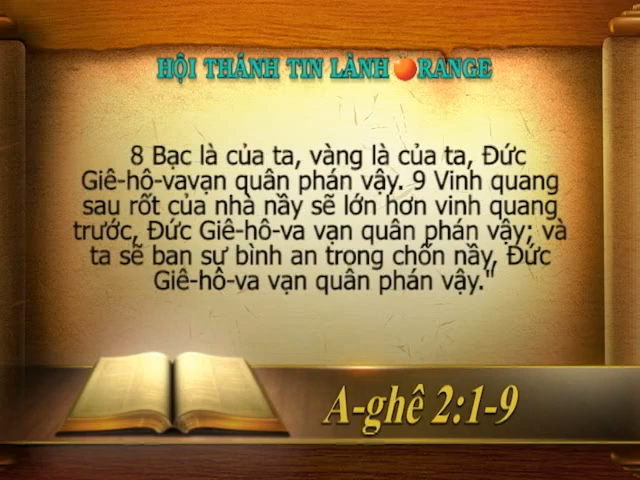 HỘI THÁNH TIN LÀNH ORANGE
8 Bạc là của ta, vàng là của ta, Đức
Giê-hô-vavạn quân phán vậy. 9 Vinh quang
sau rốt của nhà nầy sẽ lớn hơn vinh quang
trước, Đức Giê-hô-va vạn quân phán vậy; và
ta sẽ ban sự bình an trong chốn nầy, Đức
Giê-hô-va vạn quân phán vậy."
A-ghê 2:1-9